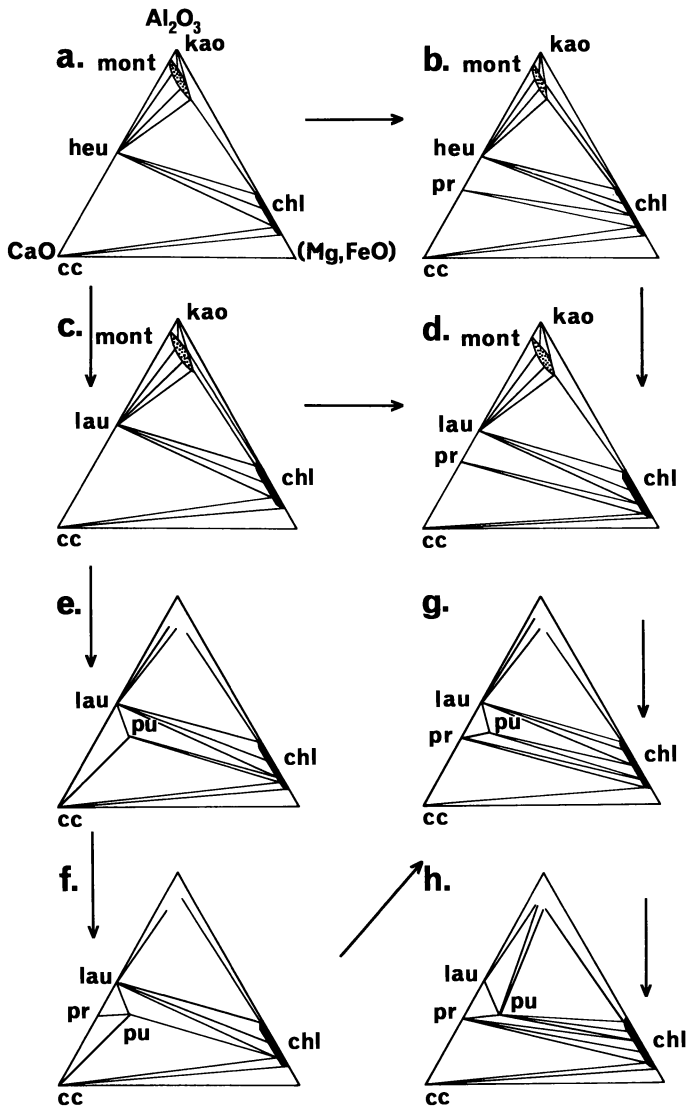 Al₂O₃
a. mont kao
heu
chl
CaO (Mg,FeO)
cc
b. mont kao
heu
pr
chl
cc
c. mont kao
lau
chl
cc
d. mont kao
lau
pr
chl
cc
e.
lau
pu
chl
cc
g.
lau
pr pu
chl
cc
f.
lau
pr
pu
chl
cc
h.
lau
pr pu
chl
cc